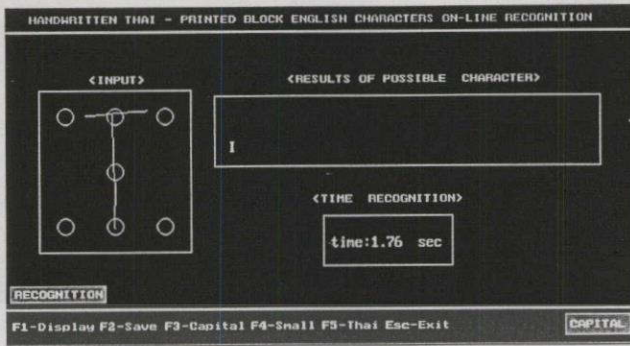 HANDWRITTEN THAI - PRINTED BLOCK ENGLISH CHARACTERS ON-LINE RECOGNITION
<INPUT>
<RESULTS OF POSSIBLE CHARACTER>
T
I
<TIME RECOGNITION>
time:1.76 sec
RECOGNITION
F1-Display F2-Save F3-Capital F4-Small F5-Thai Esc-Exit
CAPITAL